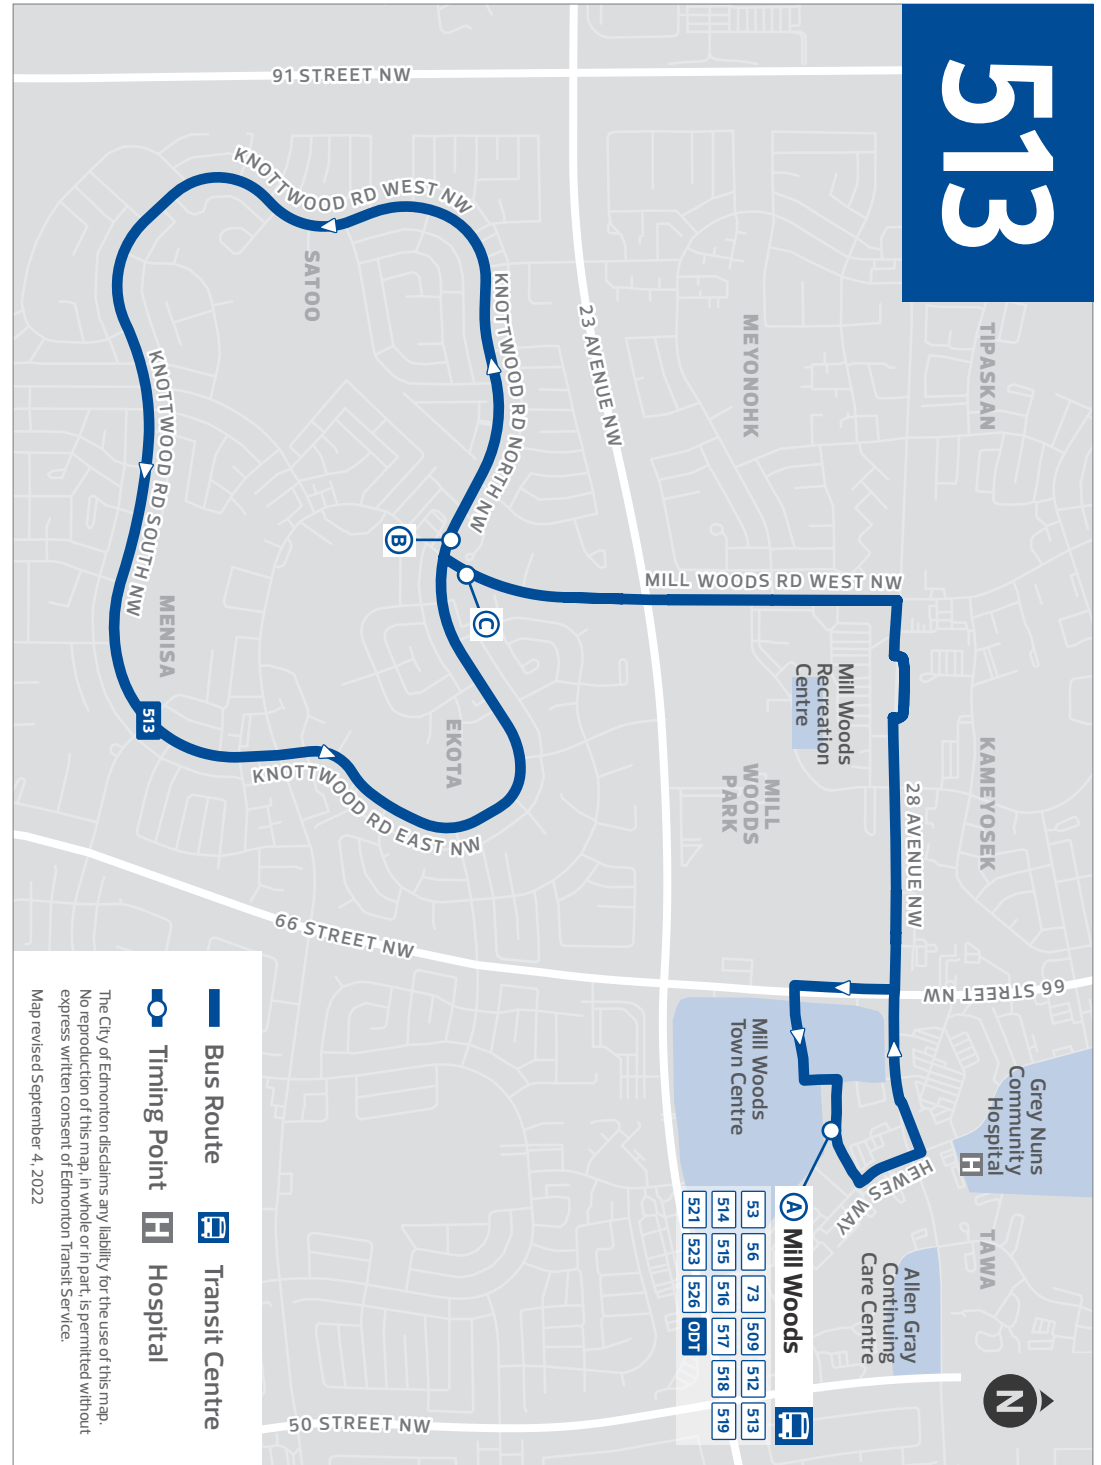 513
91 STREET NW
KNOTTWOOD RD WEST NW
SATOO
KNOTTWOOD RD NORTH NW
KNOTTWOOD RD SOUTH NW
MENISA
513
KNOTTWOOD RD EAST NW
EKOTA
B
C
23 AVENUE NW
MEYONOHK
TIPASKAN
MILL WOODS RD WEST NW
Mill Woods
Recreation
Centre
MILL
WOODS
PARK
KAMEYOSEK
28 AVENUE NW
66 STREET NW
66 STREET NW
Mill Woods
Town Centre
Grey Nuns
Community
Hospital
H
HEWES WAY
TAWA
Allen Gray
Continuing
Care Centre
A Mill Woods
53 56 73 509 512 513
514 515 516 517 518 519
521 523 526 ODT
50 STREET NW
N
Bus Route
Transit Centre
Timing Point
H Hospital
The City of Edmonton disclaims any liability for the use of this map.
No reproduction of this map, in whole or in part, is permitted without
express written consent of Edmonton Transit Service.
Map revised September 4, 2022